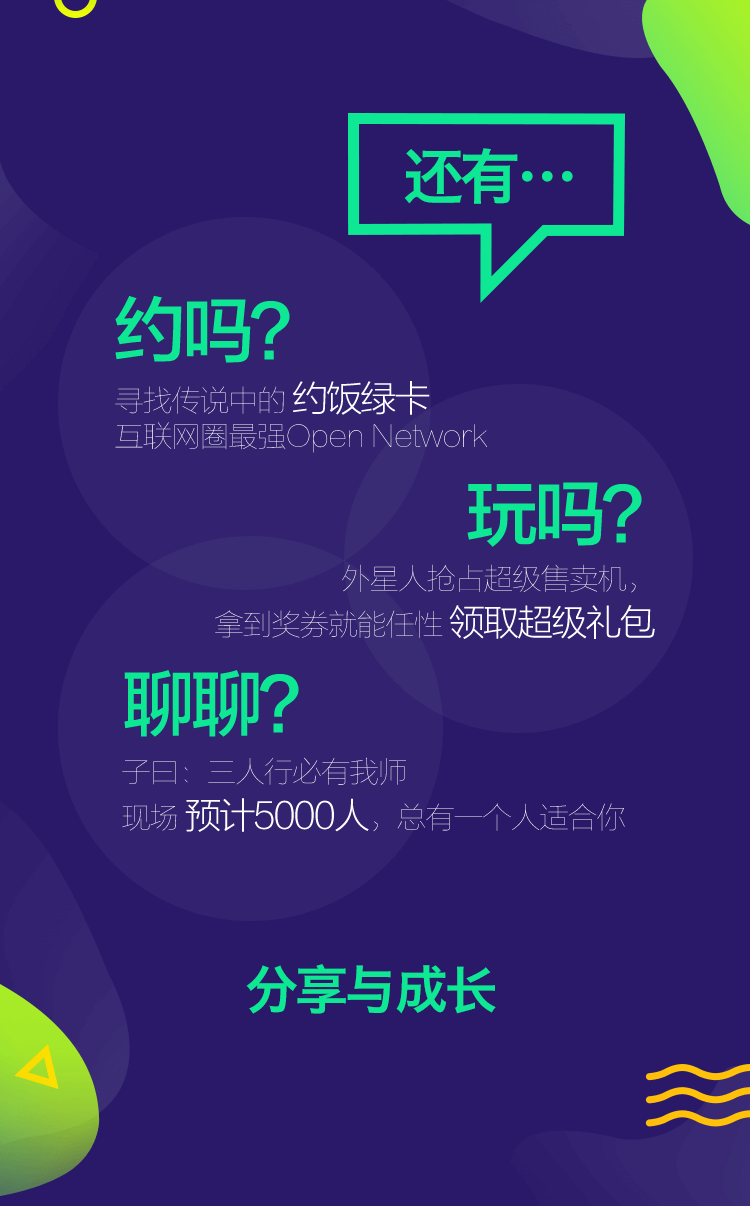 还有…
约吗?
寻找传说中的 约饭绿卡
互联网圈最强Open Network
玩吗?
外星人抢占超级售卖机,
拿到奖券就能任性 领取超级礼包
聊聊?
子曰：三人行必有我师
现场 预计5000人，总有一个人适合你
分享与成长